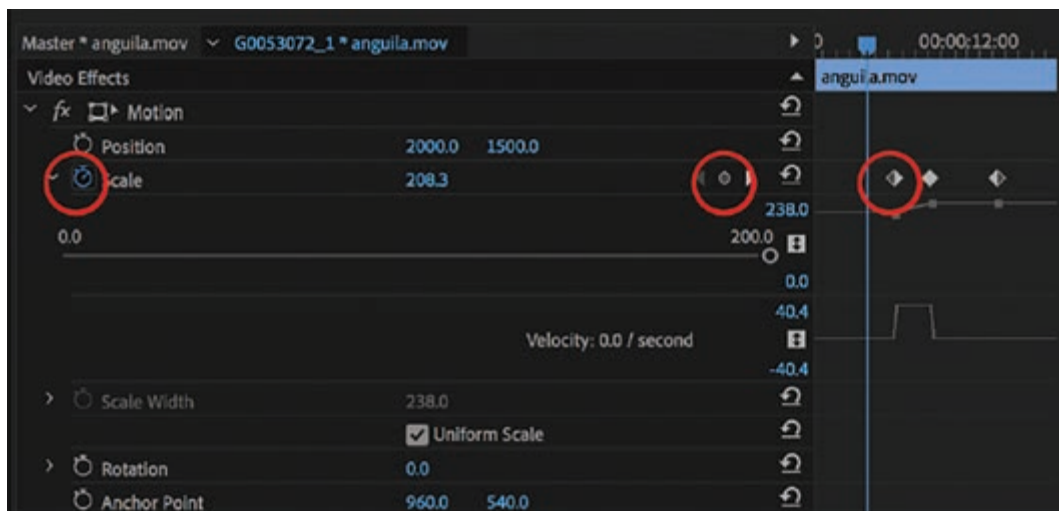 Master * anguila.mov G0053072_1 * anguila.mov 00:00:12:00
Video Effects anguila.mov
fx Motion
Position 2000.0 1500.0
Scale 208.3
238.0
0.0 200.0
0.0
40.4
Velocity: 0.0 / second
-40.4
Scale Width 238.0
Uniform Scale
Rotation 0.0
Anchor Point 960.0 540.0